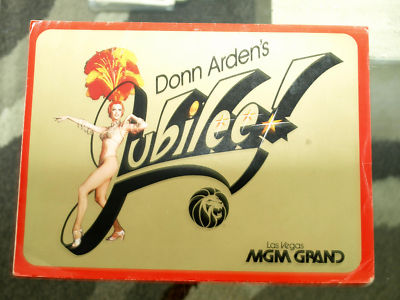 Donn Arden's
Jubilee!
Las Vegas
MGM GRAND